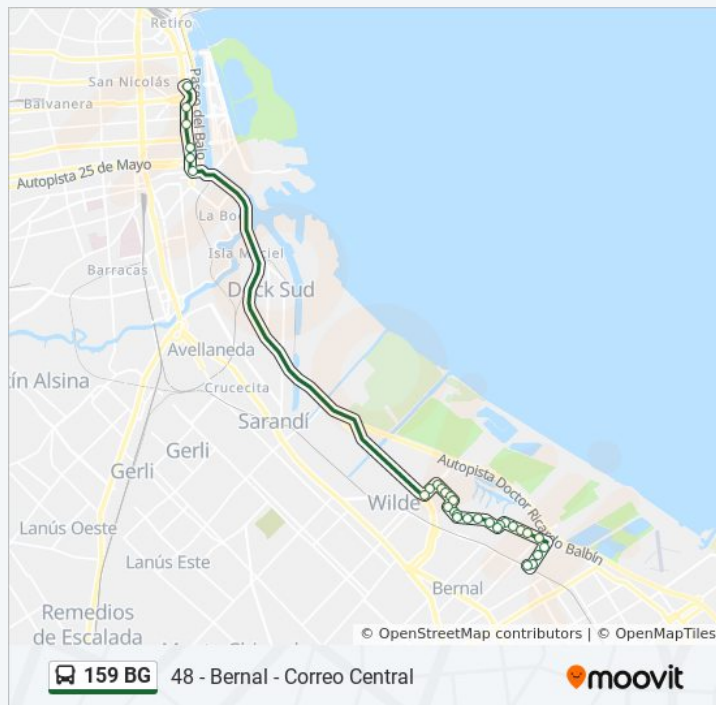 Retiro
San Nicolás
Balvanera
Paseo del Bajo
Autopista 25 de Mayo
La Bo
Isla Maciel
Barracas
Dock Sud
Avellaneda
tín Alsina
Crucecita
Sarandí
Gerli
Gerli
Autopista Doctor Ricardo Balbín
Wilde
Lanús Oeste
Lanús Este
Bernal
Remedios
de Escalada
© OpenStreetMap contributors | © OpenMapTiles
159 BG 48 - Bernal - Correo Central
moovit